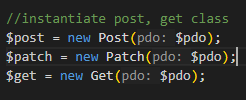 //instantiate post, get class
$post = new Post(pdo: $pdo);
$patch = new Patch(pdo: $pdo);
$get = new Get(pdo: $pdo);